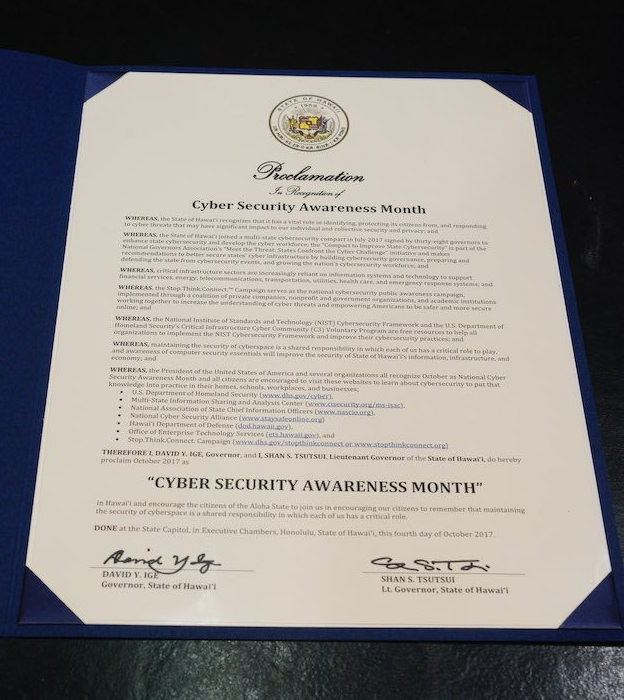 STATE OF HAWAII
1959
Proclamation
In Recognition of
Cyber Security Awareness Month
WHEREAS, the State of Hawai'i recognizes that it has a vital role in identifying, protecting its citizens from, and responding
to cyber threats that may have significant impact to our individual and collective security and privacy; and
WHEREAS, the State of Hawai'i joined a multi-state cybersecurity compact in July 2017 signed by thirty-eight governors to
enhance state cybersecurity and develop the cyber workforce; the "Compact to Improve State Cybersecurity" is part of the
National Governors Association's "Meet the Threat: States Confront the Cyber Challenge" initiative and makes
recommendations to better secure states' cyber infrastructure by building cybersecurity governance, preparing and
defending the state from cybersecurity events, and growing the nation's cybersecurity workforce; and
WHEREAS, critical infrastructure sectors are increasingly reliant on information systems and technology to support
financial services, energy, telecommunications, transportation, utilities, health care, and emergency response systems; and
WHEREAS, the Stop.Think.Connect.™ Campaign serves as the national cybersecurity public awareness campaign,
implemented through a coalition of private companies, nonprofit and government organizations, and academic institutions
working together to increase the understanding of cyber threats and empowering Americans to be safer and more secure
online; and
WHEREAS, the National Institute of Standards and Technology (NIST) Cybersecurity Framework and the U.S. Department of
Homeland Security's Critical Infrastructure Cyber Community (C3) Voluntary Program are free resources to help all
organizations to implement the NIST Cybersecurity Framework and improve their cybersecurity practices; and
WHEREAS, maintaining the security of cyberspace is a shared responsibility in which each of us has a critical role to play,
and awareness of computer security essentials will improve the security of State of Hawai'i's information, infrastructure, and
economy; and
WHEREAS, the President of the United States of America and several organizations all recognize October as National Cyber
Security Awareness Month and all citizens are encouraged to visit these websites to learn about cybersecurity to put that
knowledge into practice in their homes, schools, workplaces, and businesses;
• U.S. Department of Homeland Security (www.dhs.gov/cyber),
• Multi-State Information Sharing and Analysis Center (www.cisecurity.org/ms-isac),
• National Association of State Chief Information Officers (www.nascio.org),
• National Cyber Security Alliance (www.staysafeonline.org)
• Hawai'i Department of Defense (dod.hawaii.gov),
• Office of Enterprise Technology Services (ets.hawaii.gov), and
• Stop.Think.Connect. Campaign (www.dhs.gov/stopthinkconnect or www.stopthinkconnect.org)
THEREFORE I, DAVID Y. IGE, Governor, and I, SHAN S. TSUTSUI, Lieutenant Governor of the State of Hawai'i, do hereby
proclaim October 2017 as
"CYBER SECURITY AWARENESS MONTH"
in Hawai'i and encourage the citizens of the Aloha State to join us in encouraging our citizens to remember that maintaining
the security of cyberspace is a shared responsibility in which each of us has a critical role.
DONE at the State Capitol, in Executive Chambers, Honolulu, State of Hawai'i, this fourth day of October 2017.
David Y. Ige
DAVID Y. IGE
Governor, State of Hawai'i
SHAN S. TSUTSUI
Lt. Governor, State of Hawai'i